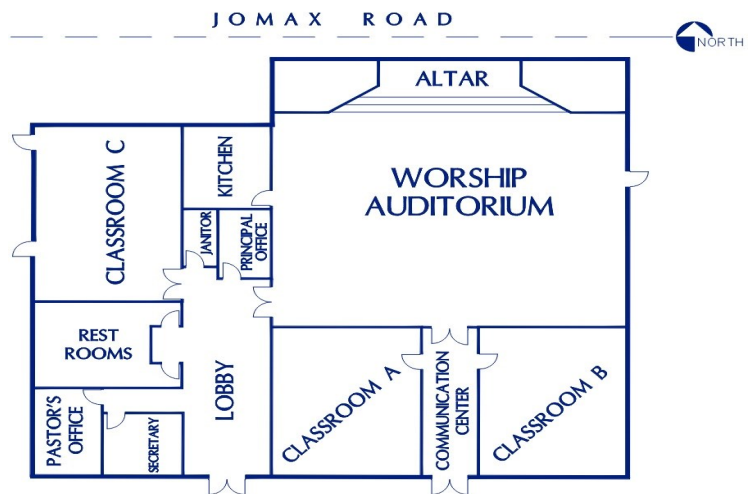 JOMAX ROAD
NORTH
ALTAR
WORSHIP
AUDITORIUM
CLASSROOM C
KITCHEN
JANITOR
PRINCIPAL
OFFICE
REST
ROOMS
LOBBY
PASTOR'S
OFFICE
SECRETARY
CLASSROOM A
COMMUNICATION
CENTER
CLASSROOM B